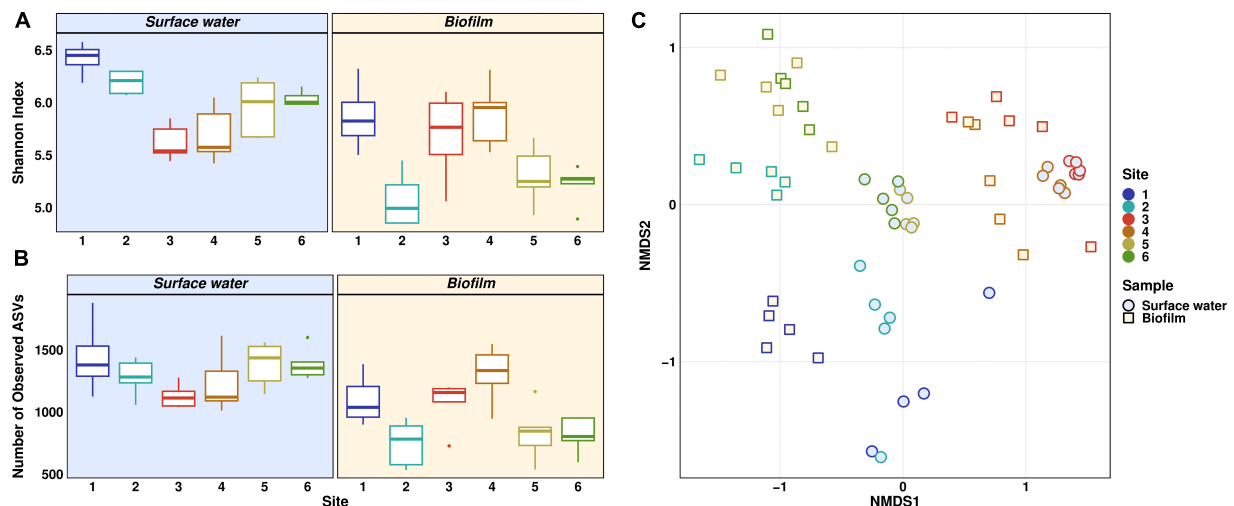 A
Surface water
Biofilm
Shannon Index
6.5
6.0
5.5
5.0
1 2 3 4 5 6
1 2 3 4 5 6
B
Surface water
Biofilm
Number of Observed ASVs
1500
1000
500
1 2 3 4 5 6
1 2 3 4 5 6
Site
C
NMDS2
1
0
−1
−1 0 1
NMDS1
Site
1
2
3
4
5
6
Sample
Surface water
Biofilm